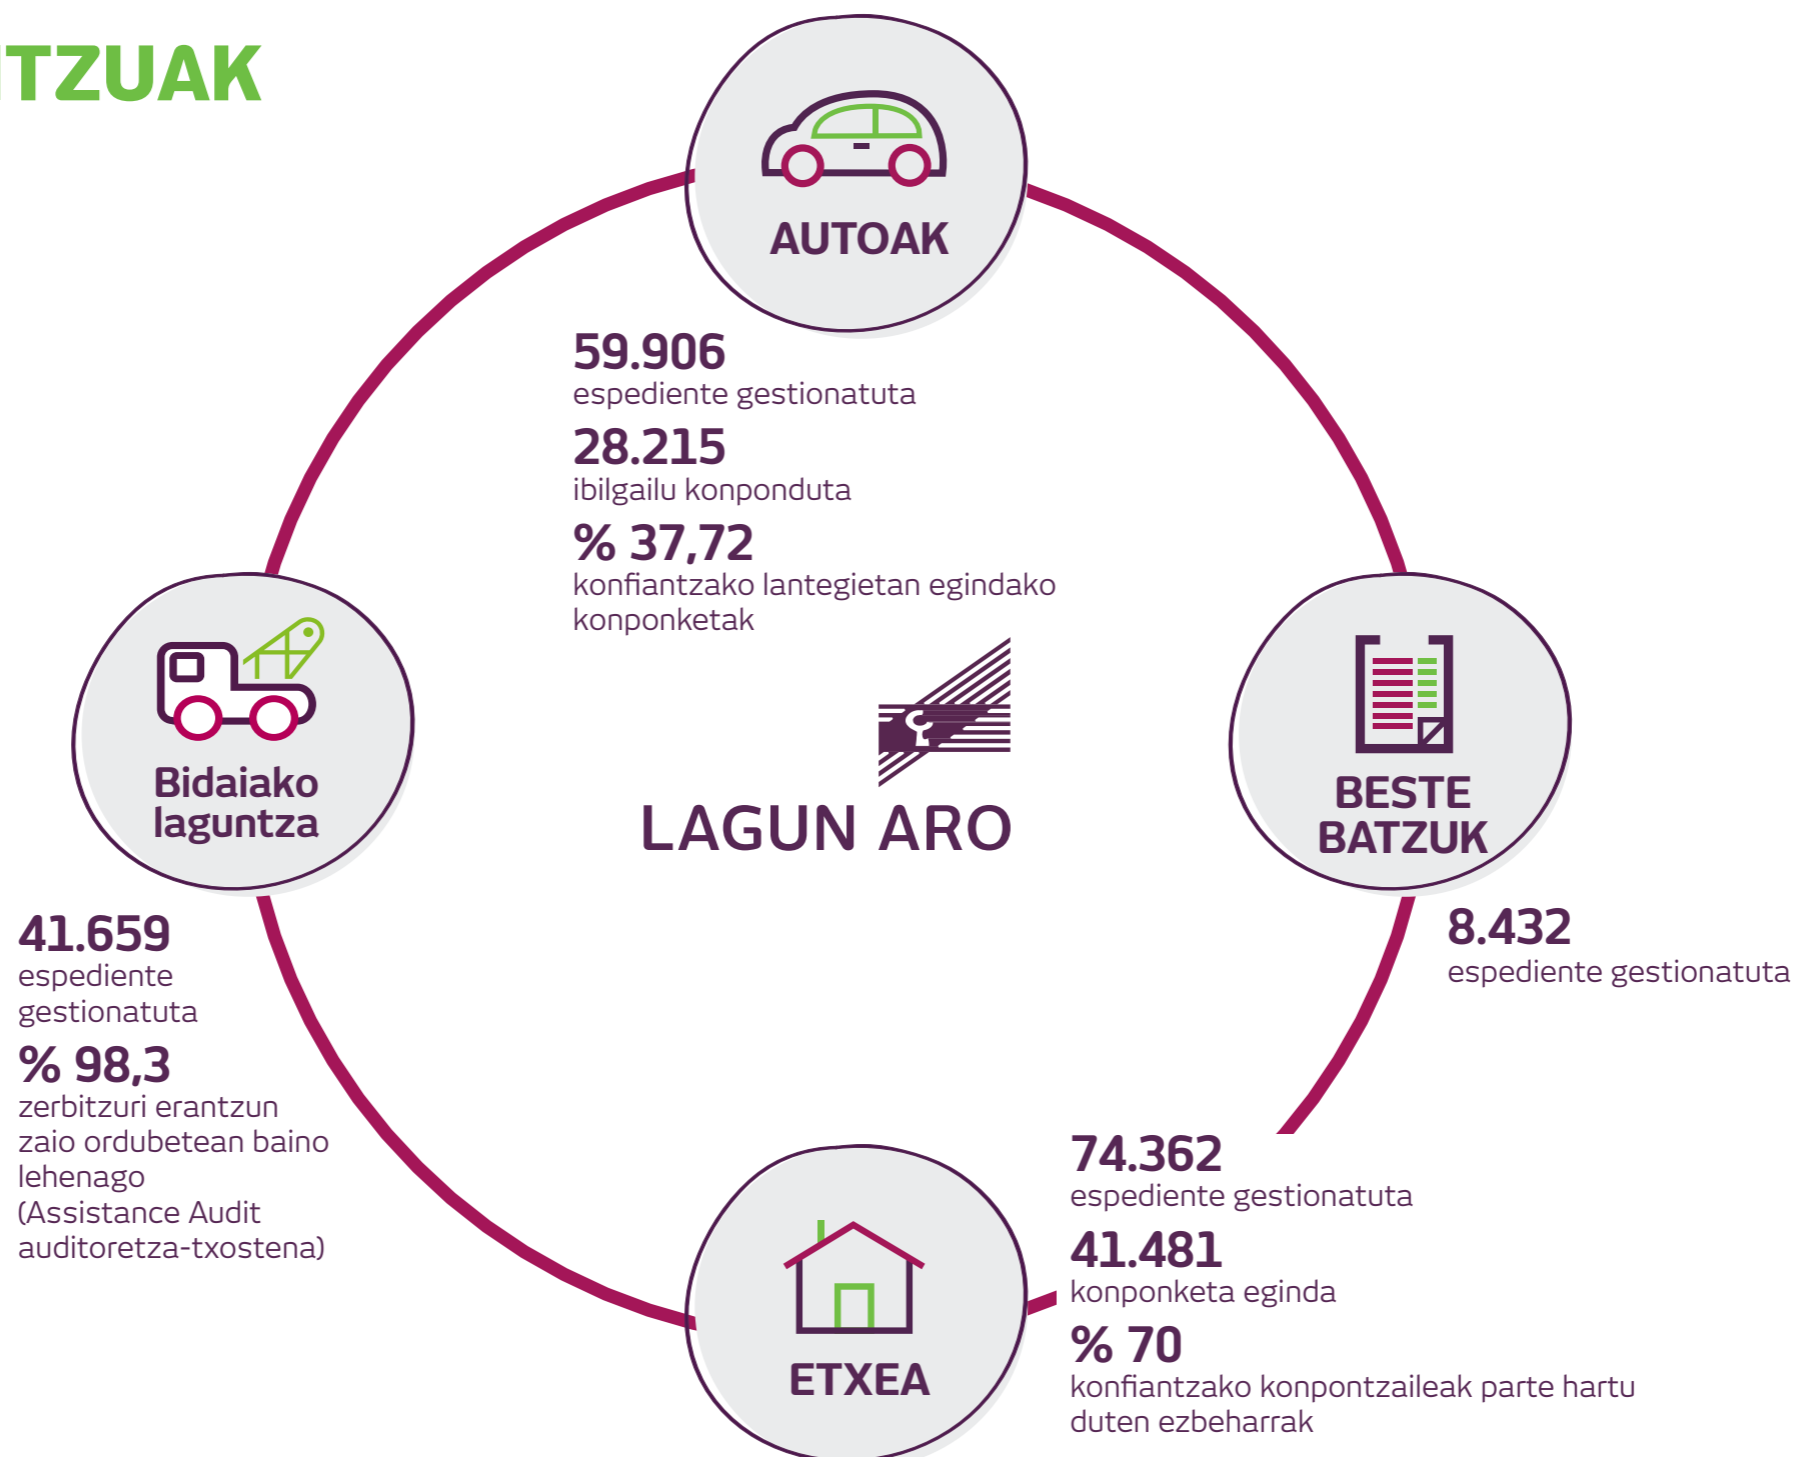 ITZUAK
AUTOAK
59.906
espediente gestionatuta
28.215
ibilgailu konponduta
% 37,72
konfiantzako lantegietan egindako
konponketak
Bidaiako
laguntza
41.659
espediente
gestionatuta
% 98,3
zerbitzuri erantzun
zaio ordubetean baino
lehenago
(Assistance Audit
auditoretza-txostena)
LAGUN ARO
BESTE
BATZUK
8.432
espediente gestionatuta
ETXEA
74.362
espediente gestionatuta
41.481
konponketa eginda
% 70
konfiantzako konpontzaileak parte hartu
duten ezbeharrak